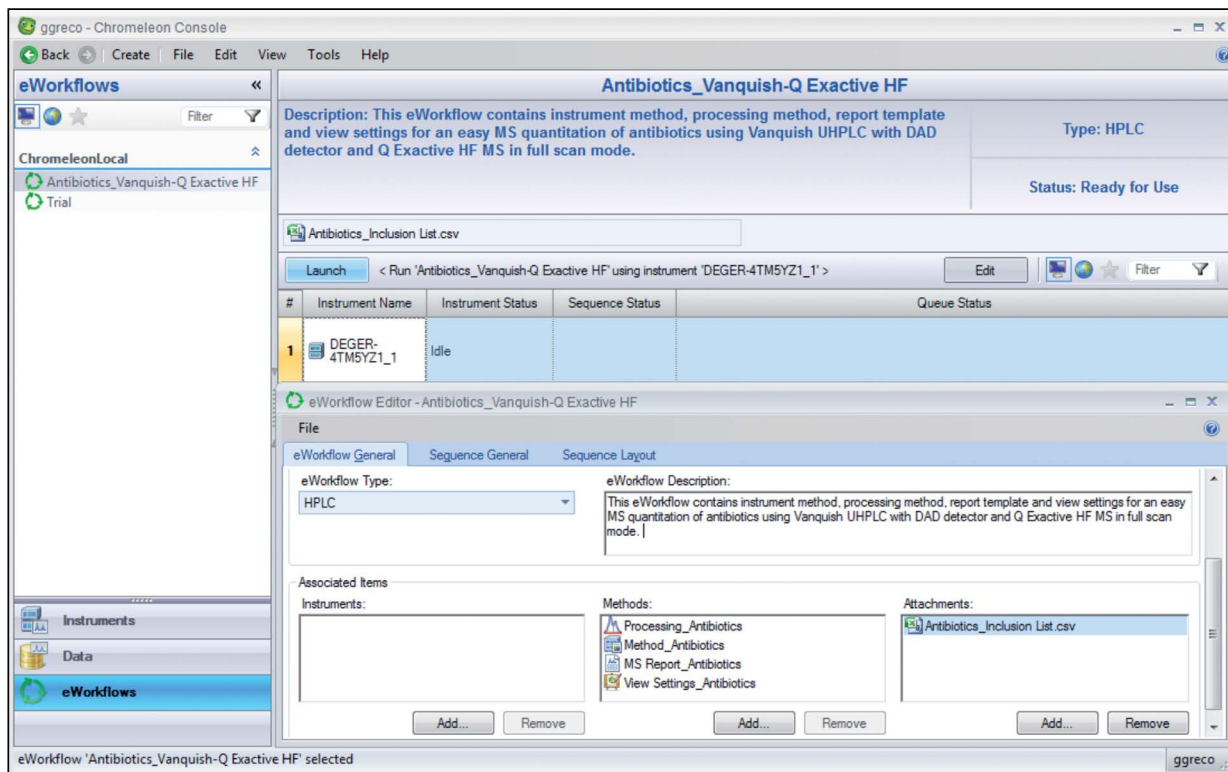 ggreco - Chromeleon Console
Back Create File Edit View Tools Help
eWorkflows «
Filter
ChromeleonLocal
Antibiotics_Vanquish-Q Exactive HF
Trial
Instruments
Data
eWorkflows
Antibiotics_Vanquish-Q Exactive HF
Description: This eWorkflow contains instrument method, processing method, report template
and view settings for an easy MS quantitation of antibiotics using Vanquish UHPLC with DAD
detector and Q Exactive HF MS in full scan mode.
Type: HPLC
Status: Ready for Use
Antibiotics_Inclusion List.csv
Launch < Run 'Antibiotics_Vanquish-Q Exactive HF' using instrument 'DEGER-4TM5YZ1_1' > Edit Filter
# Instrument Name Instrument Status Sequence Status Queue Status
1 DEGER-
4TM5YZ1_1 Idle
eWorkflow Editor - Antibiotics_Vanquish-Q Exactive HF
File
eWorkflow General Sequence General Sequence Layout
eWorkflow Type: eWorkflow Description:
HPLC
This eWorkflow contains instrument method, processing method, report template and view settings for an easy
MS quantitation of antibiotics using Vanquish UHPLC with DAD detector and Q Exactive HF MS in full scan
mode.
Associated Items
Instruments: Methods: Attachments:
Processing_Antibiotics Antibiotics_Inclusion List.csv
Method_Antibiotics
MS Report_Antibiotics
View Settings_Antibiotics
Add... Remove Add... Remove Add... Remove
eWorkflow 'Antibiotics_Vanquish-Q Exactive HF' selected ggreco